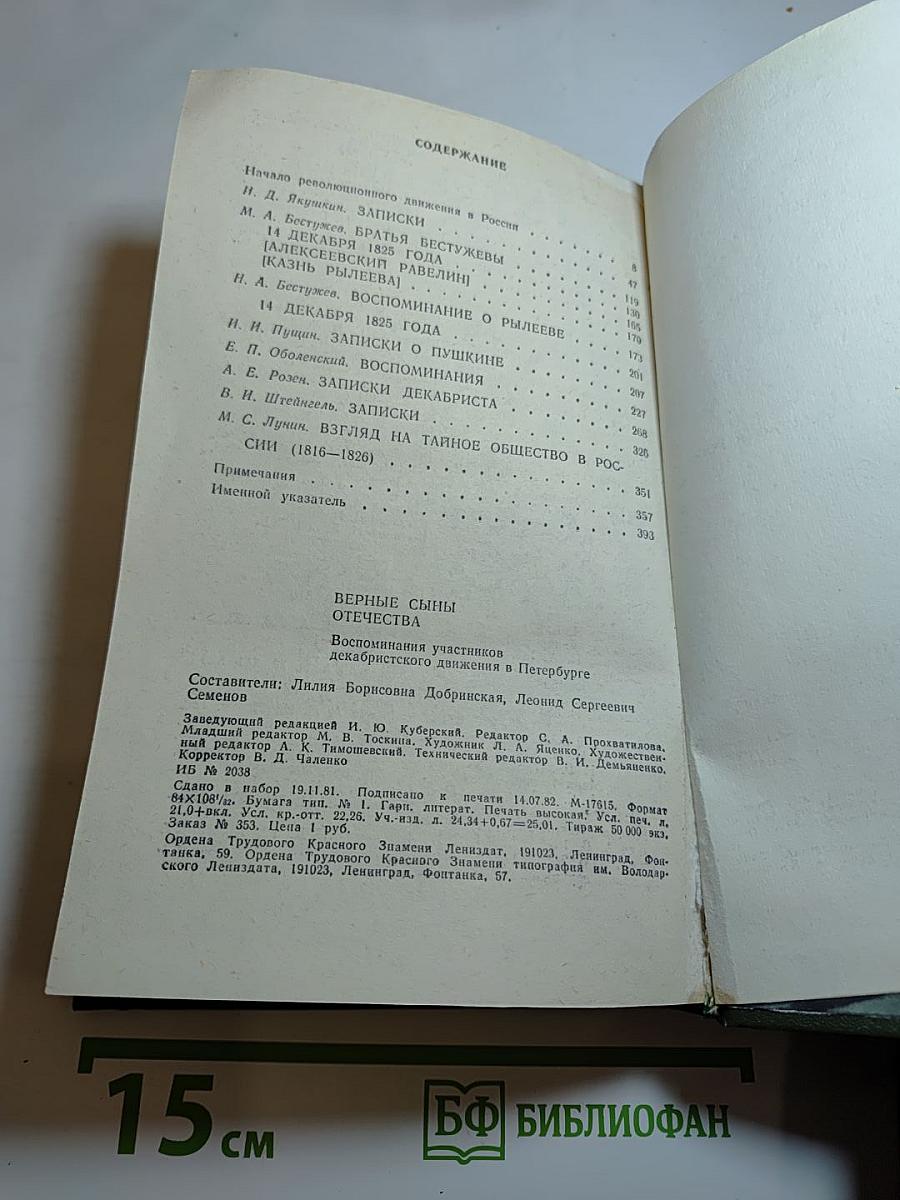 СОДЕРЖАНИЕ
Начало революционного движения в России . . . . . . 8
И. Д. Якушкин. ЗАПИСКИ . . . . . . 47
М. А. Бестужев. БРАТЬЯ БЕСТУЖЕВЫ . . . . . . 119
14 ДЕКАБРЯ 1825 ГОДА . . . . . . 130
[АЛЕКСЕЕВСКИЙ РАВЕЛИН] . . . . . . 165
[КАЗНЬ РЫЛЕЕВА] . . . . . . 170
Н. А. Бестужев. ВОСПОМИНАНИЕ О РЫЛЕЕВЕ . . . . . . 173
14 ДЕКАБРЯ 1825 ГОДА . . . . . . 201
И. И. Пущин. ЗАПИСКИ О ПУШКИНЕ . . . . . . 207
Е. П. Оболенский. ВОСПОМИНАНИЯ . . . . . . 227
А. Е. Розен. ЗАПИСКИ ДЕКАБРИСТА . . . . . . 268
В. И. Штейнгель. ЗАПИСКИ . . . . . . 326
М. С. Лунин. ВЗГЛЯД НА ТАЙНОЕ ОБЩЕСТВО В РОС-
СИИ (1816—1826) . . . . . . 351
Примечания . . . . . . 357
Именной указатель . . . . . . 393
ВЕРНЫЕ СЫНЫ
ОТЕЧЕСТВА
Воспоминания участников
декабристского движения в Петербурге
Составители: Лилия Борисовна Добринская, Леонид Сергеевич
Семенов
Заведующий редакцией И. Ю. Куберский. Редактор С. А. Прохватилова.
Младший редактор М. В. Тоскина. Художник Л. А. Яценко. Художествен-
ный редактор А. К. Тимошевский. Технический редактор В. И. Демьяненко.
Корректор В. Д. Чаленко
ИБ № 2038
Сдано в набор 19.11.81. Подписано к печати 14.07.82. М-17615. Формат
84×108¹/₃₂. Бумага тип. № 1. Гарн. литерат. Печать высокая. Усл. печ. л.
21,0+вкл. Усл. кр.-отт. 22,26. Уч.-изд. л. 24,34+0,67=25,01. Тираж 50 000 экз.
Заказ № 353. Цена 1 руб.
Ордена Трудового Красного Знамени Лениздат, 191023, Ленинград, Фон-
танка, 59. Ордена Трудового Красного Знамени типография им. Володар-
ского Лениздата, 191023, Ленинград, Фонтанка, 57.
15 см
БФ БИБЛИОФАН